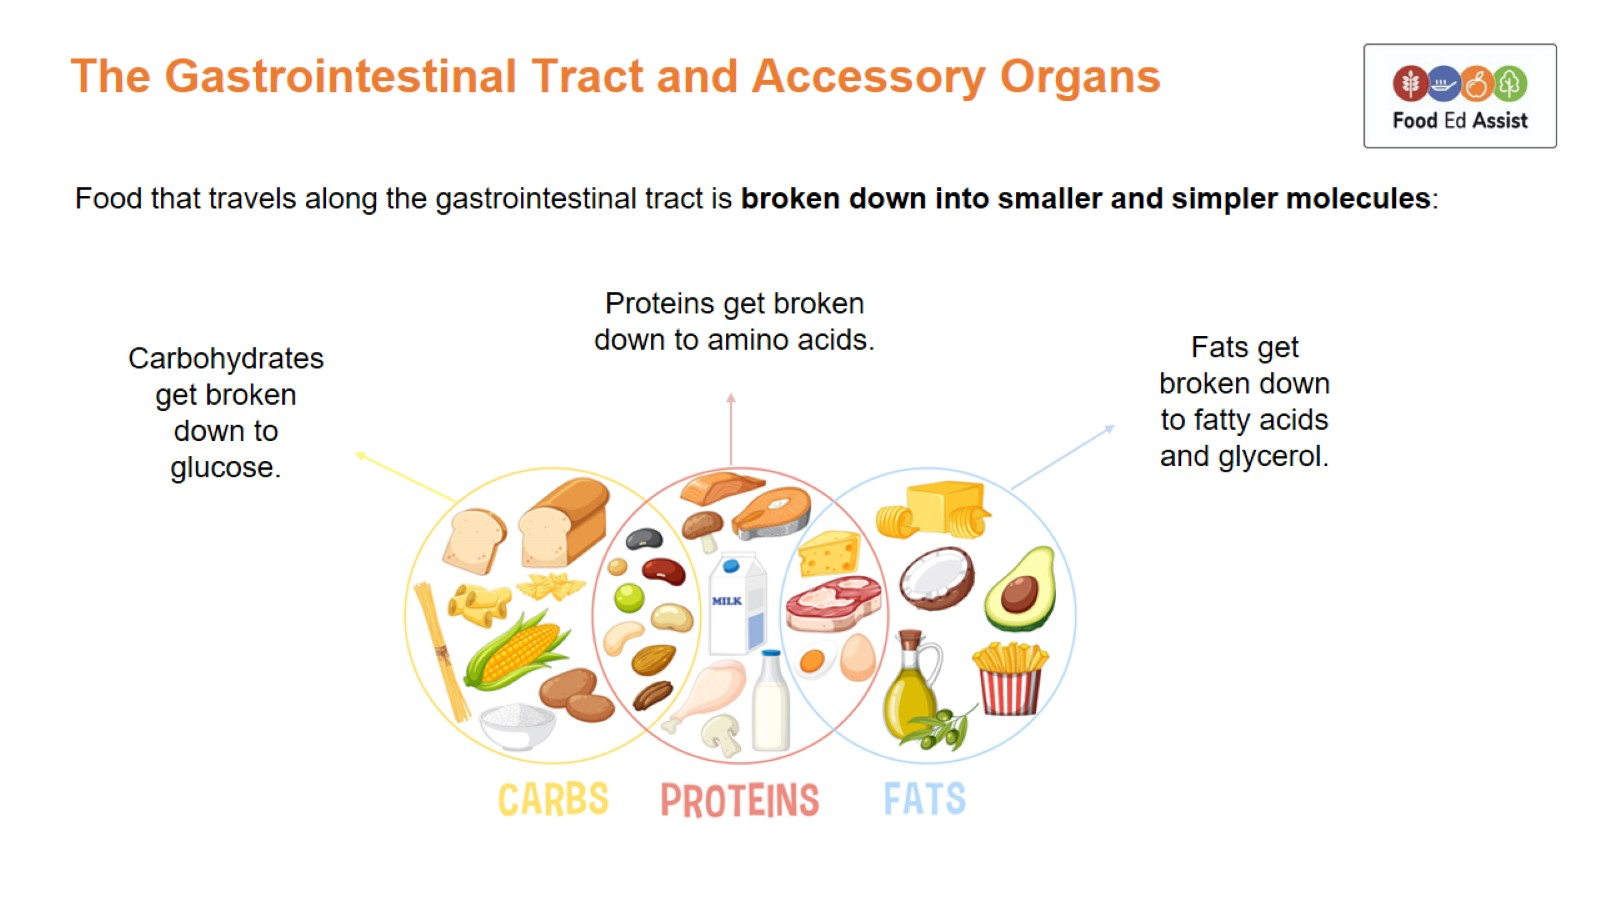 The Gastrointestinal Tract and Accessory Organs
Food Ed Assist
Food that travels along the gastrointestinal tract is broken down into smaller and simpler molecules:
Proteins get broken
down to amino acids.
Carbohydrates
get broken
down to
glucose.
Fats get
broken down
to fatty acids
and glycerol.
MILK
CARBS
PROTEINS
FATS